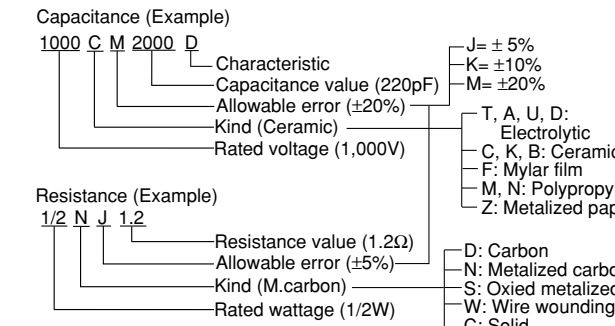 Capacitance (Example)
1000 C M 2000 D
Characteristic
Capacitance value (220pF)
Allowable error (±20%)
Kind (Ceramic)
Rated voltage (1,000V)
J= ± 5%
K= ±10%
M= ±20%
T, A, U, D:
Electrolytic
C, K, B: Ceramic
F: Mylar film
M, N: Polypropy
Z: Metalized pap
Resistance (Example)
1/2 N J 1.2
Resistance value (1.2Ω)
Allowable error (±5%)
Kind (M.carbon)
Rated wattage (1/2W)
D: Carbon
N: Metalized carbo
S: Oxied metalized
W: Wire wounding
C: Solid